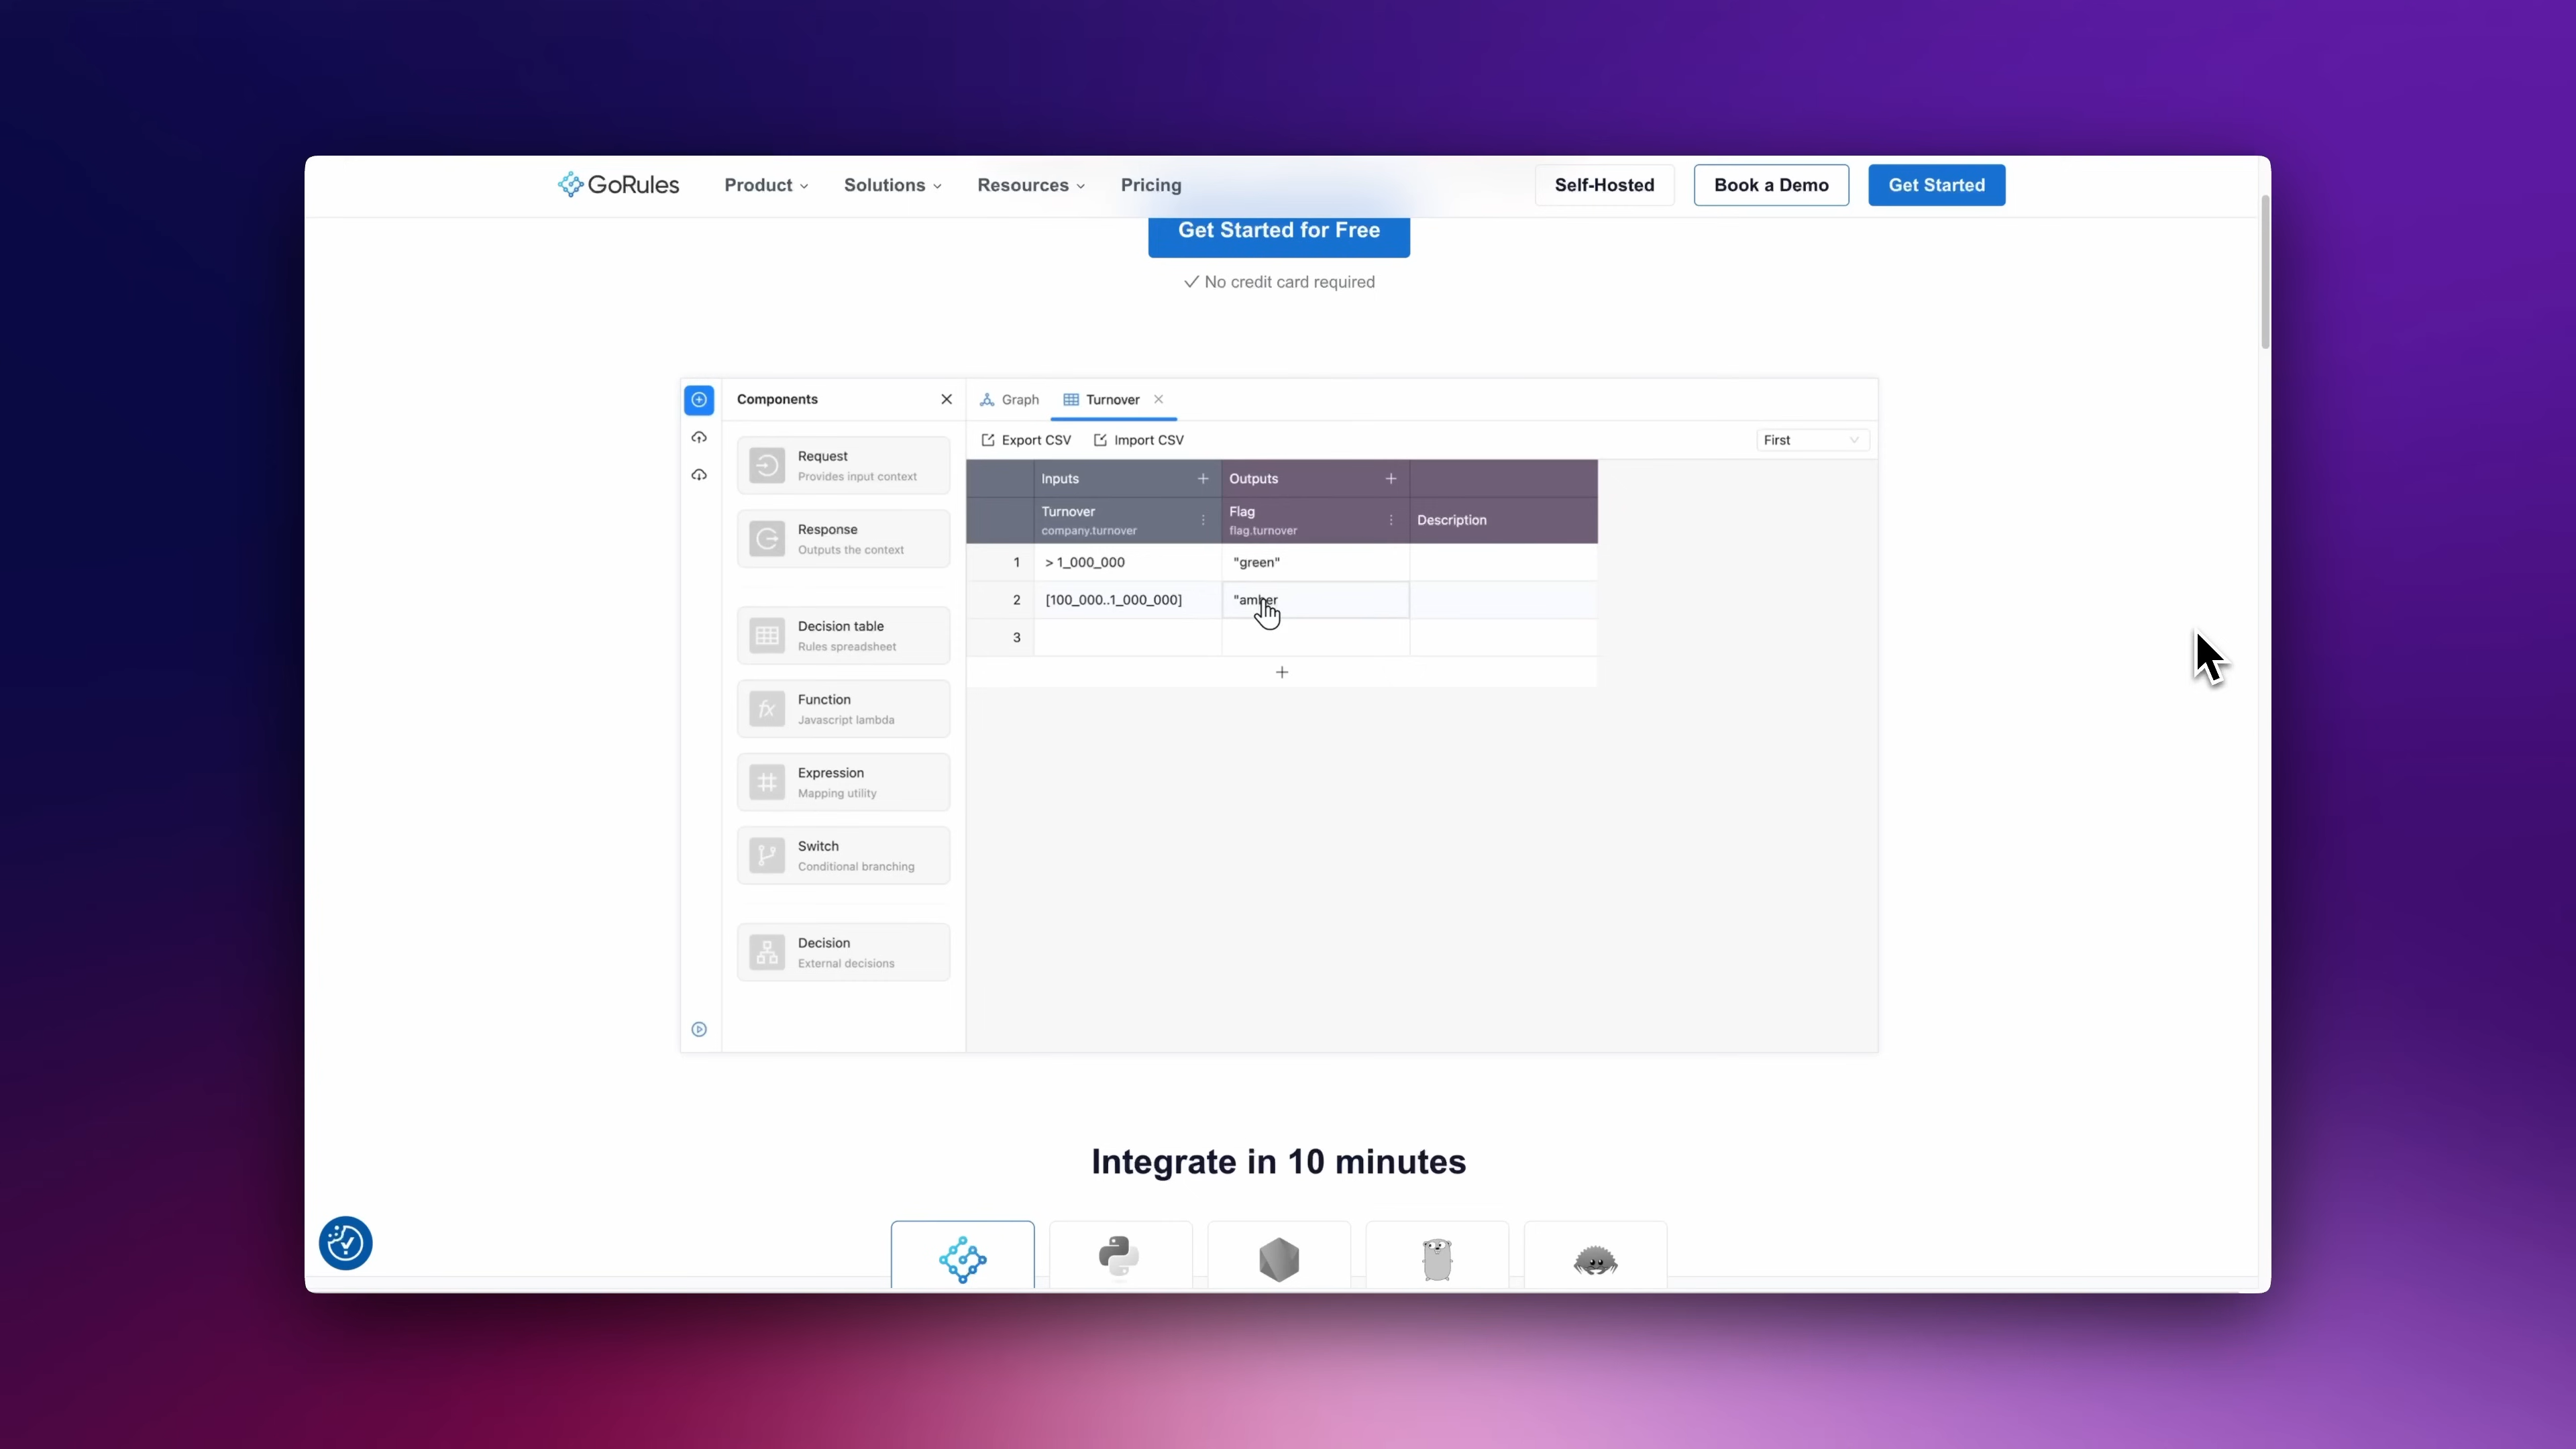 GoRules
Product
Solutions
Resources
Pricing
Self-Hosted
Book a Demo
Get Started
Get Started for Free
No credit card required
Components
Graph
Turnover
Export CSV
Import CSV
First
Request
Provides input context
Response
Outputs the context
Decision table
Rules spreadsheet
Function
Javascript lambda
Expression
Mapping utility
Switch
Conditional branching
Decision
External decisions
Inputs
Outputs
Turnover
company.turnover
Flag
flag.turnover
Description
1 > 1_000_000 "green"
2 [100_000..1_000_000] "amber
3
Integrate in 10 minutes